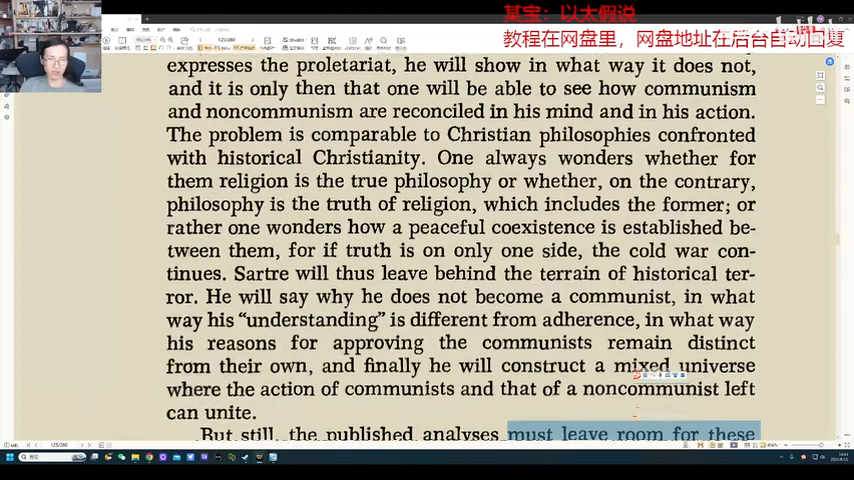 某宝：以太假说
教程在网盘里，网盘地址在后台自动回复
125/260
expresses the proletariat, he will show in what way it does not,
and it is only then that one will be able to see how communism
and noncommunism are reconciled in his mind and in his action.
The problem is comparable to Christian philosophies confronted
with historical Christianity. One always wonders whether for
them religion is the true philosophy or whether, on the contrary,
philosophy is the truth of religion, which includes the former; or
rather one wonders how a peaceful coexistence is established be-
tween them, for if truth is on only one side, the cold war con-
tinues. Sartre will thus leave behind the terrain of historical ter-
ror. He will say why he does not become a communist, in what
way his “understanding” is different from adherence, in what way
his reasons for approving the communists remain distinct
from their own, and finally he will construct a mixed universe
where the action of communists and that of a noncommunist left
can unite.
But still, the published analyses must leave room for these
125/260